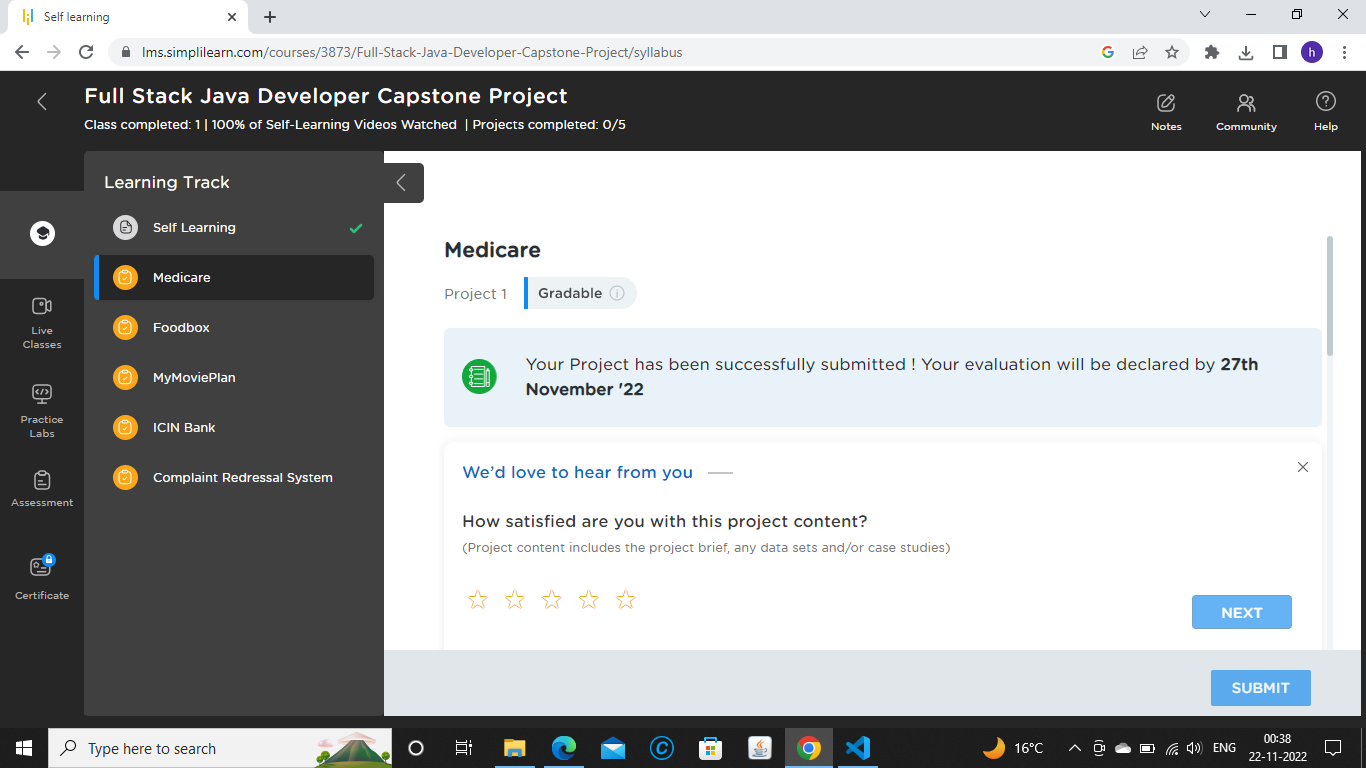 Self learning
lms.simplilearn.com/courses/3873/Full-Stack-Java-Developer-Capstone-Project/syllabus
h
Full Stack Java Developer Capstone Project
Class completed: 1 | 100% of Self-Learning Videos Watched | Projects completed: 0/5
Notes
Community
Help
Live
Classes
Practice
Labs
Assessment
Certificate
Learning Track
Self Learning
Medicare
Foodbox
MyMoviePlan
ICIN Bank
Complaint Redressal System
Medicare
Project 1
Gradable
Your Project has been successfully submitted ! Your evaluation will be declared by 27th
November '22
We'd love to hear from you
How satisfied are you with this project content?
(Project content includes the project brief, any data sets and/or case studies)
NEXT
SUBMIT
Type here to search
16°C
ENG
00:38
22-11-2022